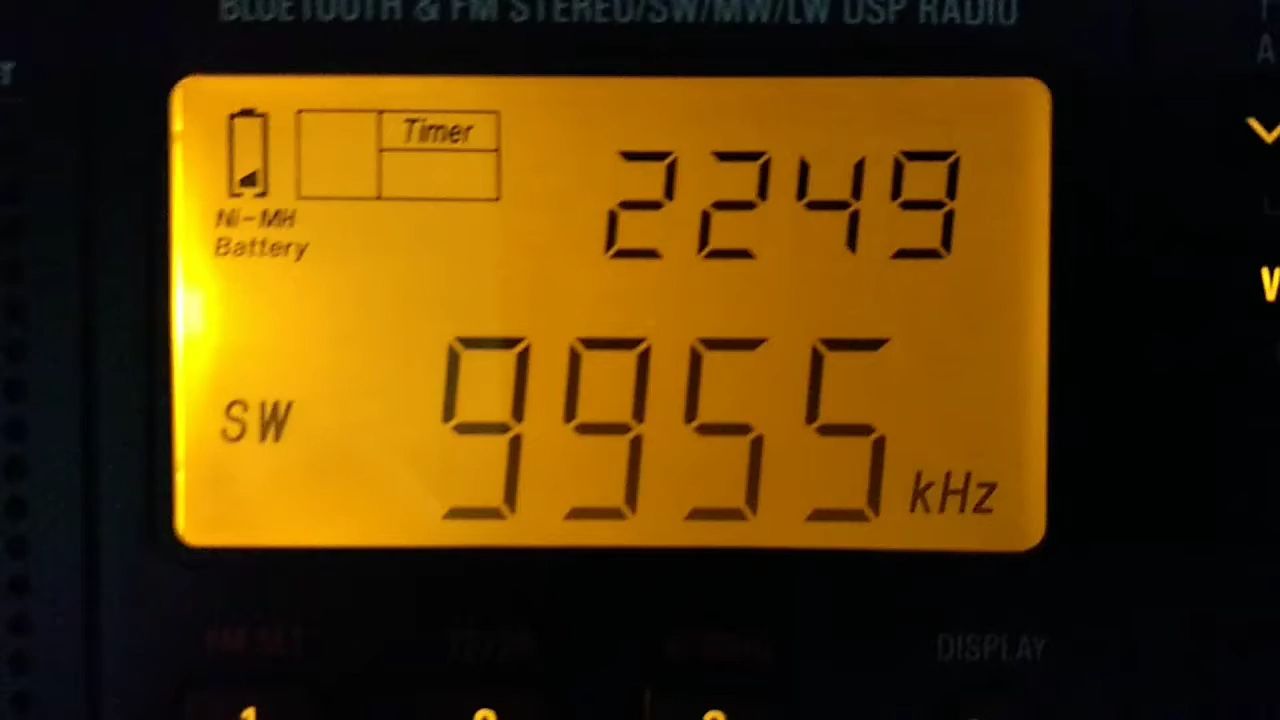 BLUETOOTH & FM STEREO/SW/MW/LW DSP RADIO
Timer
2249
Ni-MH
Battery
SW
9955 kHz
DISPLAY